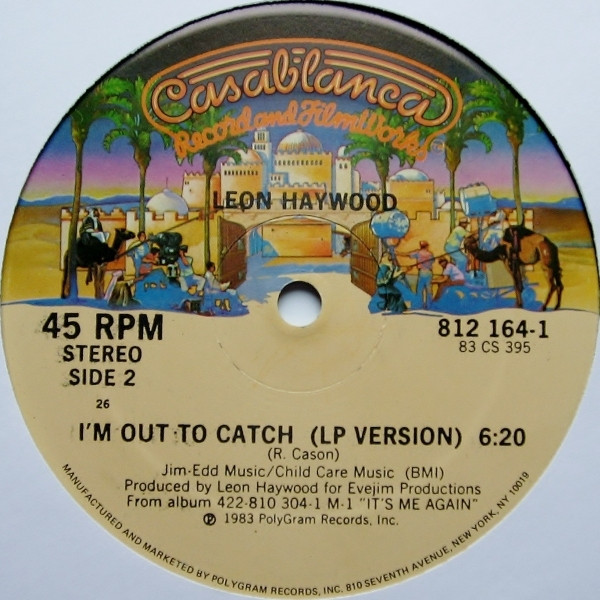 Casablanca
Record and FilmWorks
LEON HAYWOOD
45 RPM
STEREO
SIDE 2
26
812 164-1
83 CS 395
I'M OUT TO CATCH (LP VERSION) 6:20
(R. Cason)
Jim-Edd Music/Child Care Music (BMI)
Produced by Leon Haywood for Evejim Productions
From album 422-810 304-1 M-1 "IT'S ME AGAIN"
℗ 1983 PolyGram Records, Inc.
MANUFACTURED AND MARKETED BY POLYGRAM RECORDS, INC. 810 SEVENTH AVENUE, NEW YORK, NY 10019